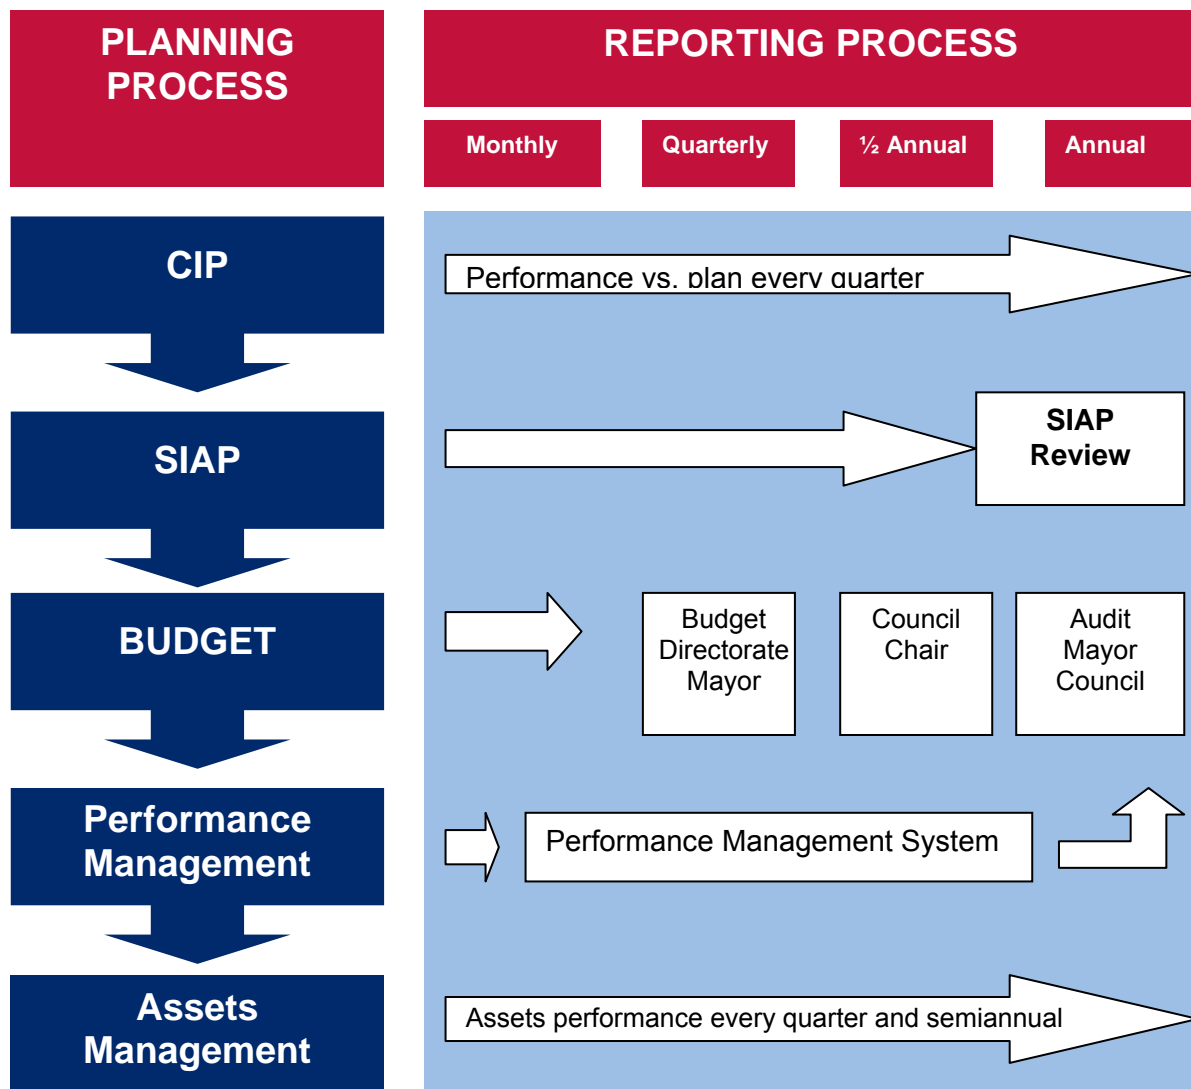 PLANNING
PROCESS
REPORTING PROCESS
Monthly
Quarterly
½ Annual
Annual
CIP
Performance vs. plan every quarter
SIAP
SIAP
Review
BUDGET
Budget
Directorate
Mayor
Council
Chair
Audit
Mayor
Council
Performance
Management
Performance Management System
Assets
Management
Assets performance every quarter and semiannual